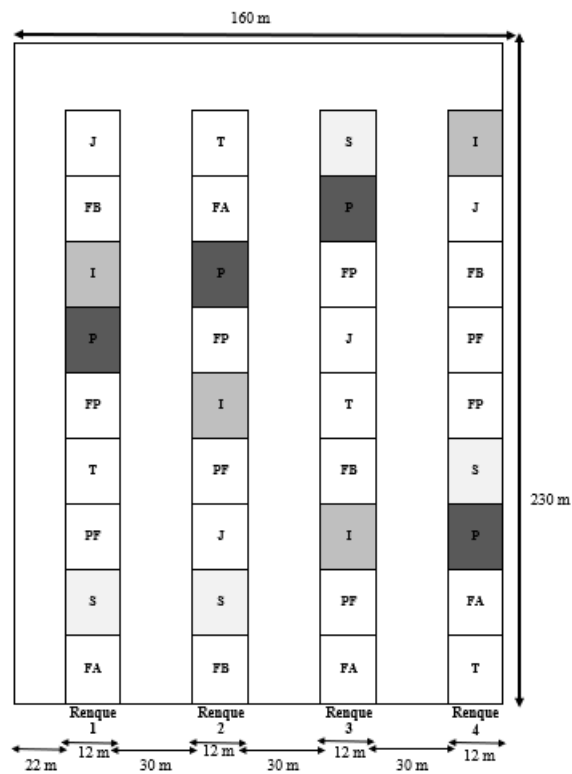 160 m
J T S I
FB FA P J
I P FP FB
P FP J PF
FP I T FP
T PF FB S
PF J I P
230 m
S S PF FA
FA FB FA T
Renque Renque Renque Renque
1 2 3 4
12 m 12 m 12 m 12 m
22 m 30 m 30 m 30 m